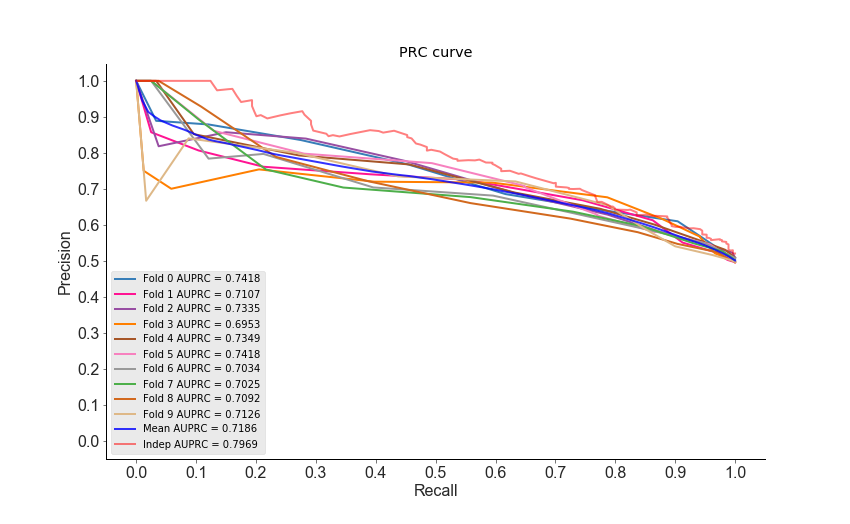 PRC curve
Precision
1.0
0.9
0.8
0.7
0.6
0.5
0.4
0.3
0.2
0.1
0.0
Fold 0 AUPRC = 0.7418
Fold 1 AUPRC = 0.7107
Fold 2 AUPRC = 0.7335
Fold 3 AUPRC = 0.6953
Fold 4 AUPRC = 0.7349
Fold 5 AUPRC = 0.7418
Fold 6 AUPRC = 0.7034
Fold 7 AUPRC = 0.7025
Fold 8 AUPRC = 0.7092
Fold 9 AUPRC = 0.7126
Mean AUPRC = 0.7186
Indep AUPRC = 0.7969
0.0 0.1 0.2 0.3 0.4 0.5 0.6 0.7 0.8 0.9 1.0
Recall